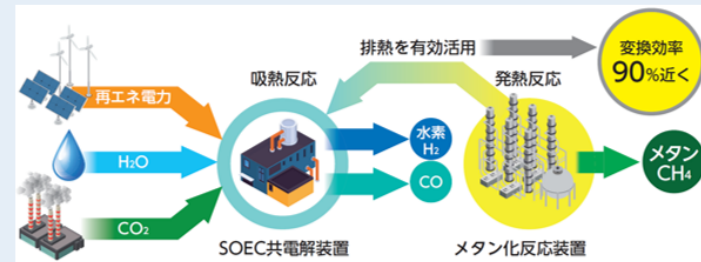 排熱を有効活用
変換効率
90%近く
吸熱反応
発熱反応
再エネ電力
H₂O
CO₂
水素
H₂
CO
メタン
CH₄
SOEC共電解装置
メタン化反応装置